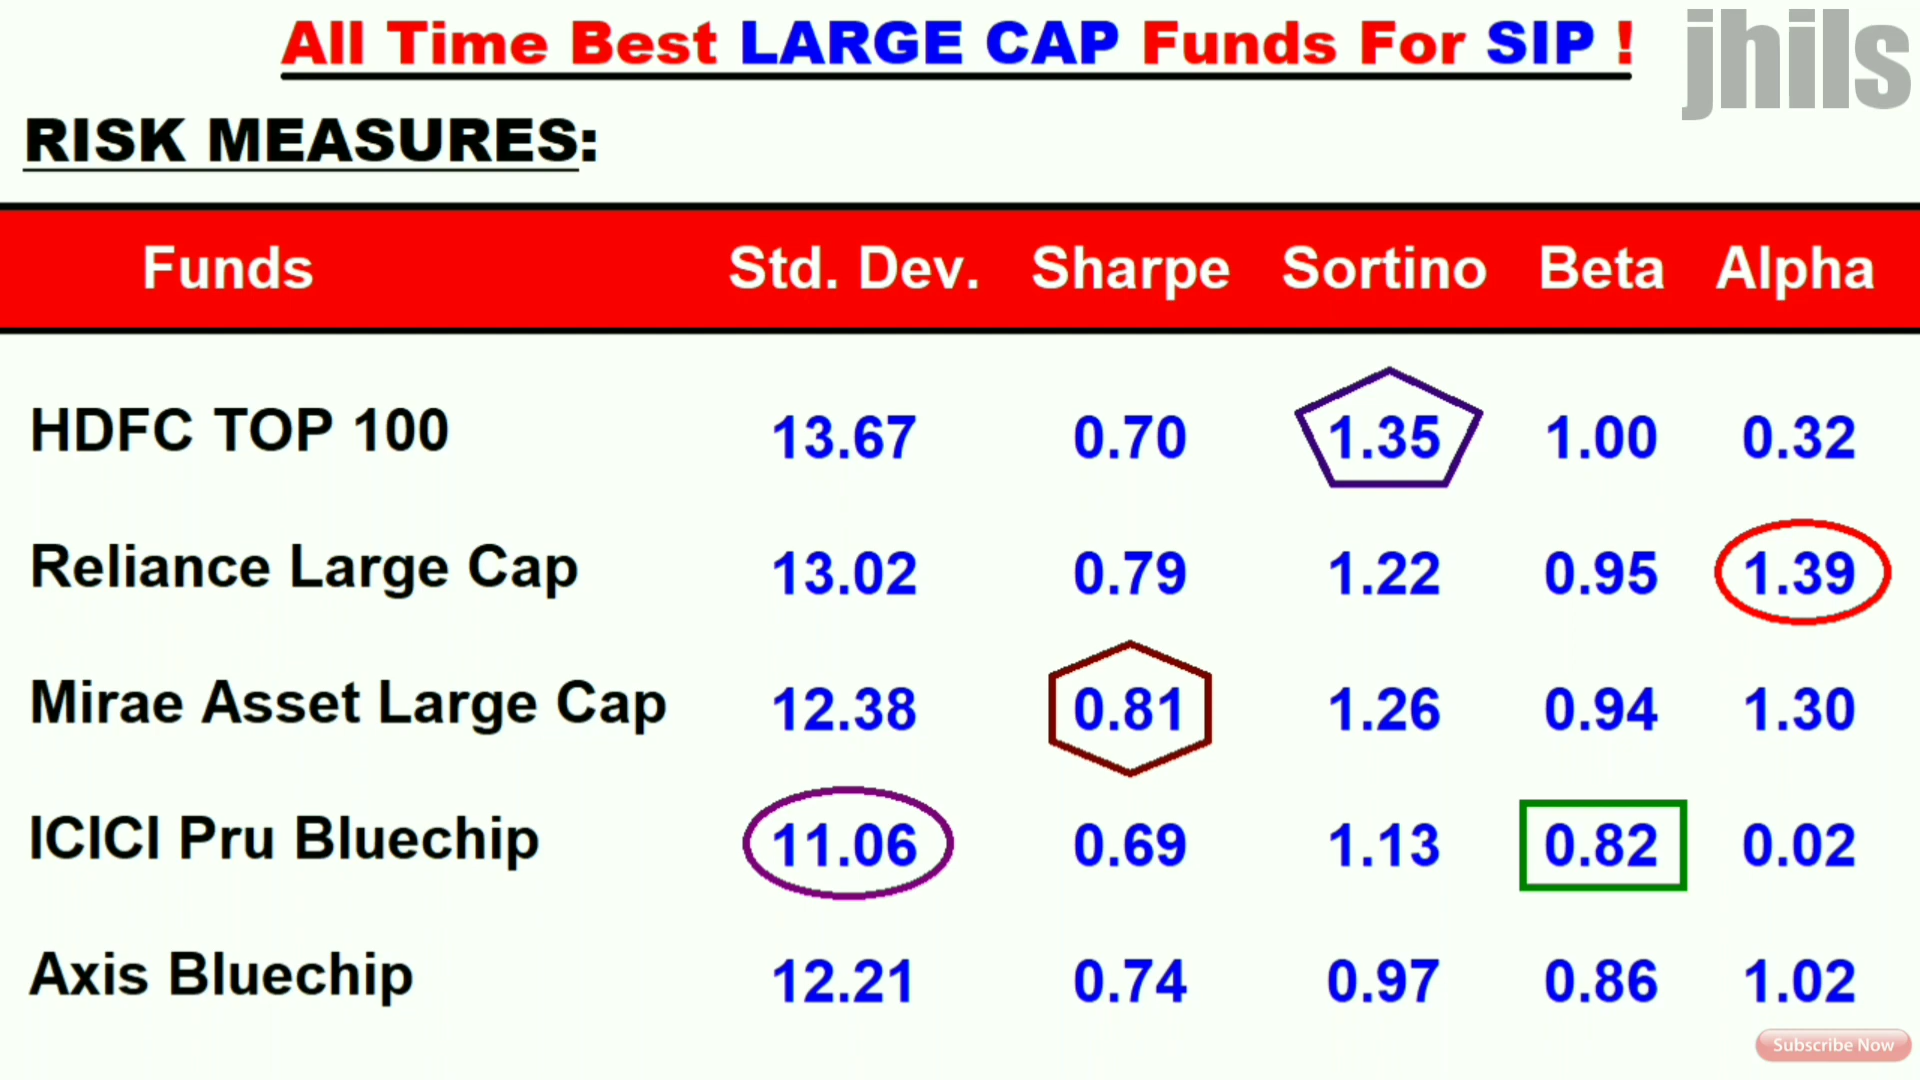 All Time Best LARGE CAP Funds For SIP !
jhils
RISK MEASURES:
Funds Std. Dev. Sharpe Sortino Beta Alpha
HDFC TOP 100 13.67 0.70 1.35 1.00 0.32
Reliance Large Cap 13.02 0.79 1.22 0.95 1.39
Mirae Asset Large Cap 12.38 0.81 1.26 0.94 1.30
ICICI Pru Bluechip 11.06 0.69 1.13 0.82 0.02
Axis Bluechip 12.21 0.74 0.97 0.86 1.02
Subscribe Now